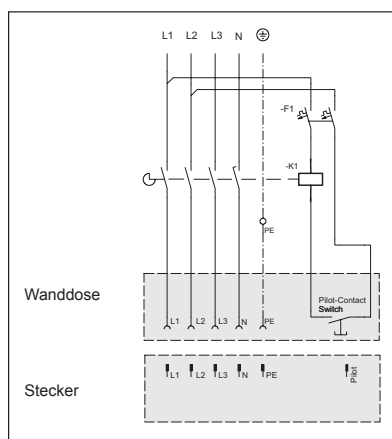 L1 L2 L3 N
-F1
-K1
PE
Wanddose
Pilot-Contact
Switch
L1 L2 L3 N PE
Stecker
L1 L2 L3 N PE Pilot